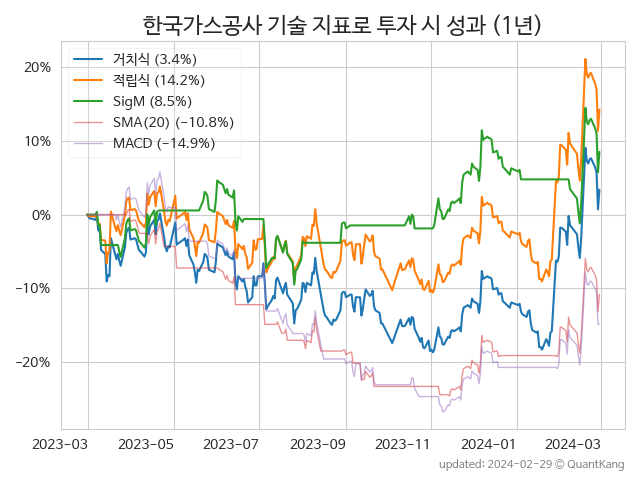 한국가스공사 기술 지표로 투자 시 성과 (1년)
거치식 (3.4%)
적립식 (14.2%)
SigM (8.5%)
SMA(20) (−10.8%)
MACD (−14.9%)
20%
10%
0%
−10%
−20%
2023-03 2023-05 2023-07 2023-09 2023-11 2024-01 2024-03
updated: 2024-02-29 ⓒ QuantKang